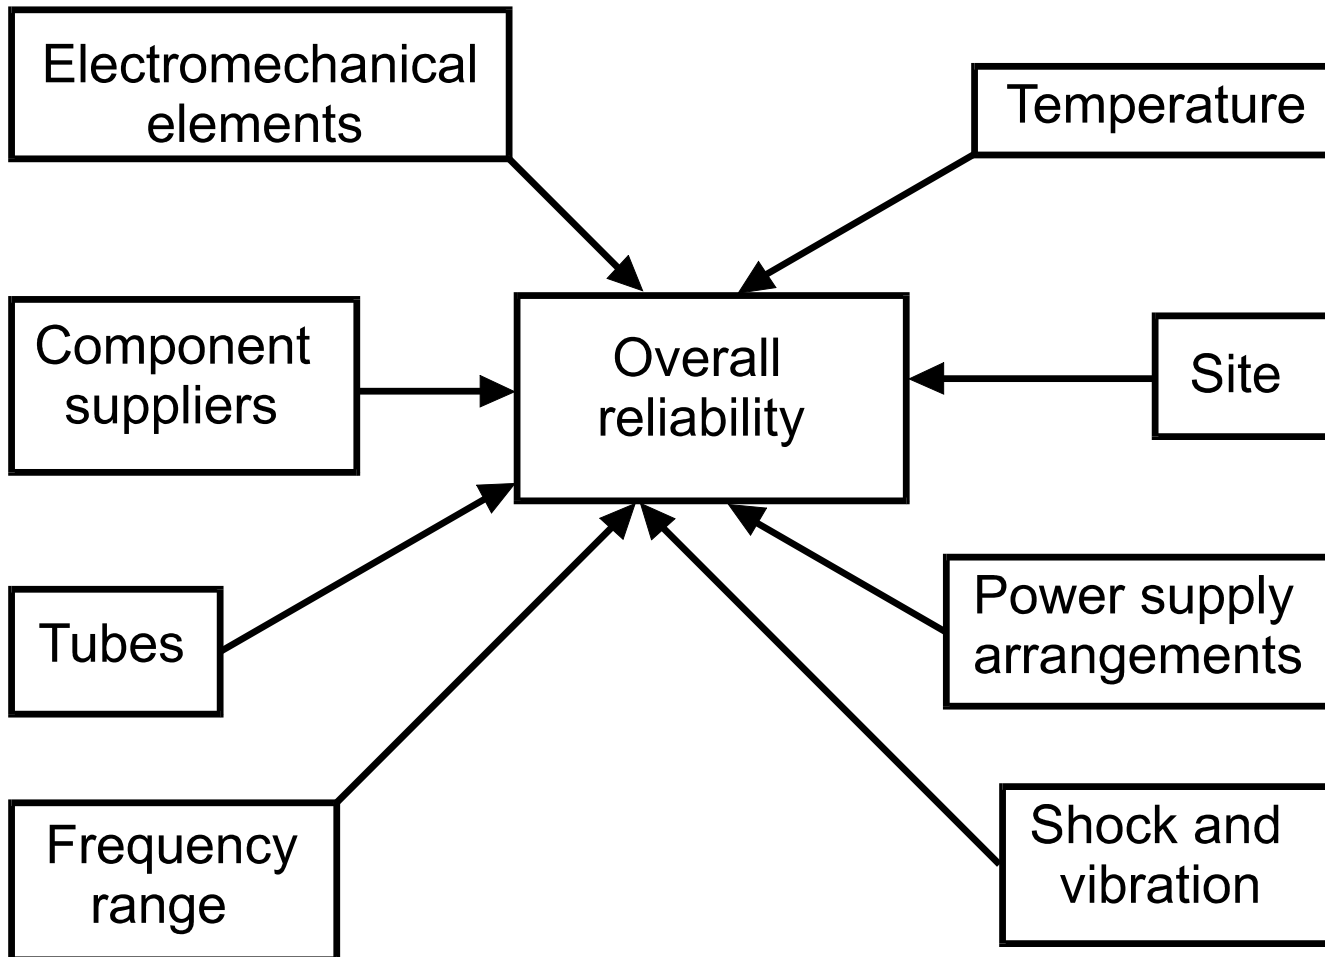 Electromechanical
elements
Temperature
Component
suppliers
Overall
reliability
Site
Tubes
Power supply
arrangements
Frequency
range
Shock and
vibration